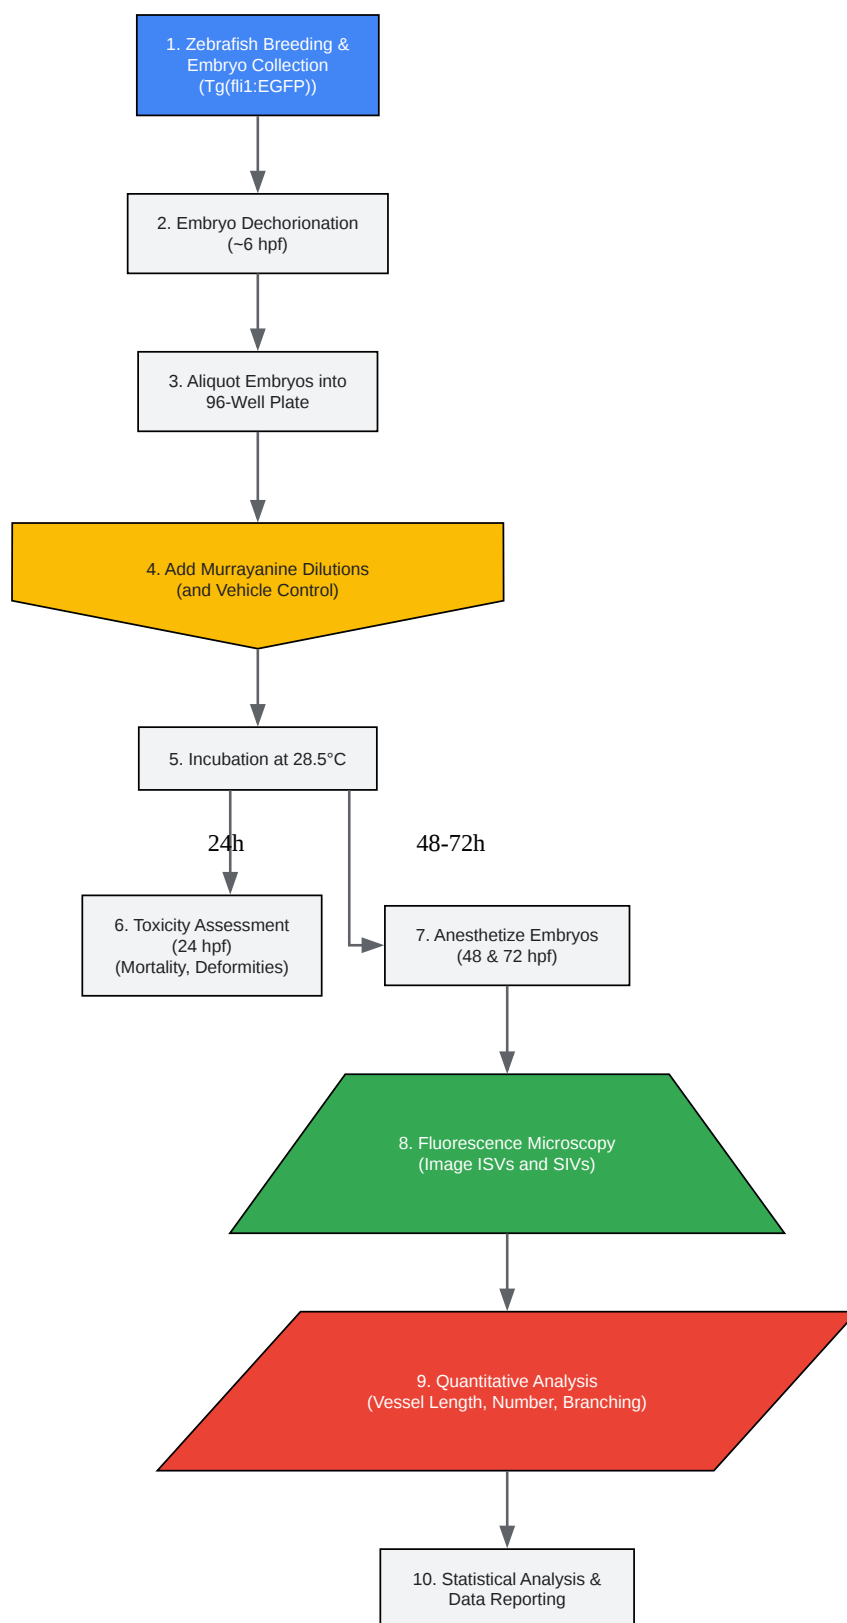 1. Zebrafish Breeding &
Embryo Collection
(Tg(fli1:EGFP))
2. Embryo Dechorionation
(~6 hpf)
3. Aliquot Embryos into
96-Well Plate
4. Add Murrayanine Dilutions
(and Vehicle Control)
5. Incubation at 28.5°C
24h
48-72h
6. Toxicity Assessment
(24 hpf)
(Mortality, Deformities)
7. Anesthetize Embryos
(48 & 72 hpf)
8. Fluorescence Microscopy
(Image ISVs and SIVs)
9. Quantitative Analysis
(Vessel Length, Number, Branching)
10. Statistical Analysis &
Data Reporting